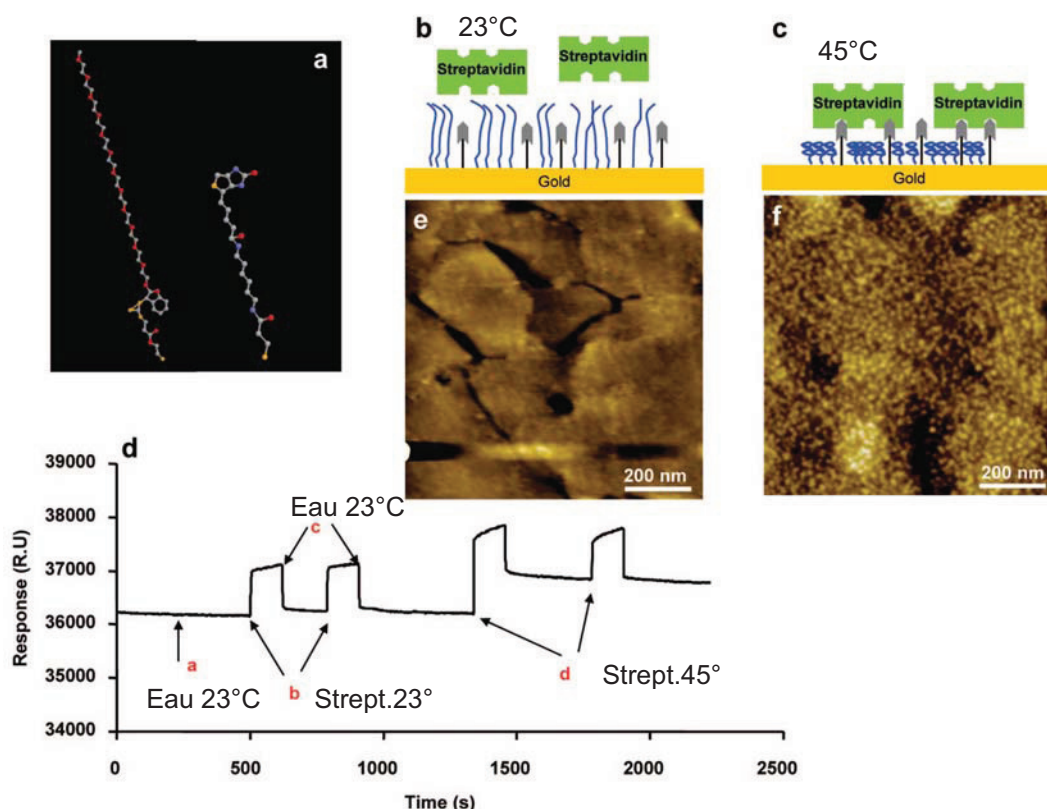 a
b
23°C
Streptavidin
Streptavidin
Gold
c
45°C
Streptavidin
Streptavidin
Gold
e
200 nm
f
200 nm
d
39000
38000
37000
36000
35000
34000
Response (R.U)
Eau 23°C
c
a
Eau 23°C
b
Strept.23°
d
Strept.45°
0
500
1000
1500
2000
2500
Time (s)